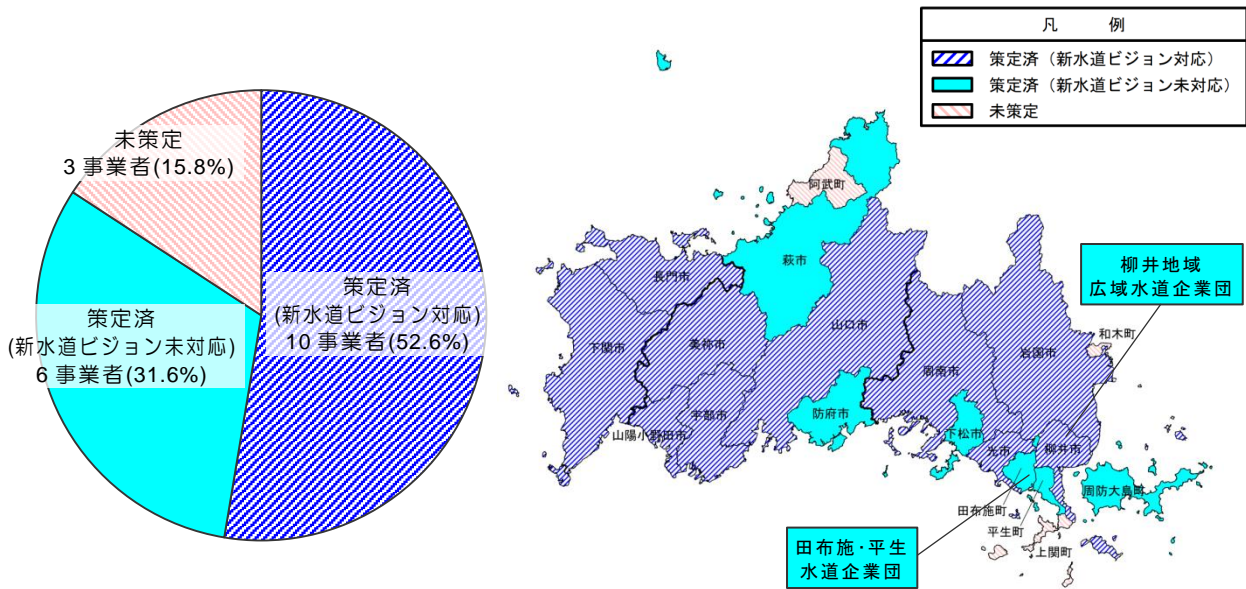 未策定
3 事業者(15.8%)
策定済
(新水道ビジョン対応)
10 事業者(52.6%)
策定済
(新水道ビジョン未対応)
6 事業者(31.6%)
凡 例
策定済（新水道ビジョン対応）
策定済（新水道ビジョン未対応）
未策定
阿武町
萩市
長門市
下関市
美祢市
山口市
宇部市
山陽小野田市
防府市
周南市
岩国市
和木町
下松市
光市
柳井市
周防大島町
田布施町
平生町
上関町
柳井地域
広域水道企業団
田布施・平生
水道企業団